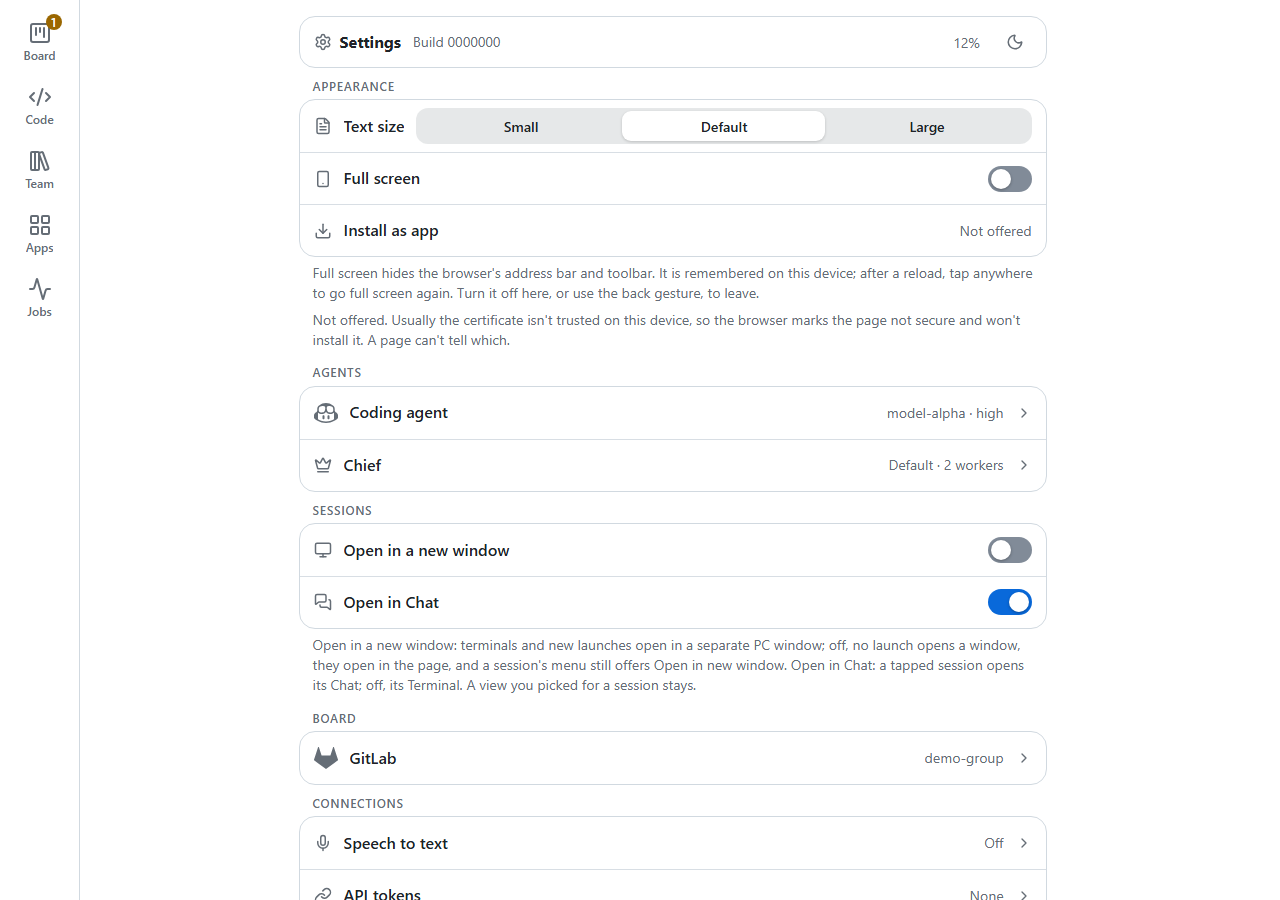 1
Board
Code
Team
Apps
Jobs
Settings Build 0000000 12%
APPEARANCE
Text size Small Default Large
Full screen
Install as app Not offered
Full screen hides the browser's address bar and toolbar. It is remembered on this device; after a reload, tap anywhere
to go full screen again. Turn it off here, or use the back gesture, to leave.
Not offered. Usually the certificate isn't trusted on this device, so the browser marks the page not secure and won't
install it. A page can't tell which.
AGENTS
Coding agent model-alpha · high
Chief Default · 2 workers
SESSIONS
Open in a new window
Open in Chat
Open in a new window: terminals and new launches open in a separate PC window; off, no launch opens a window,
they open in the page, and a session's menu still offers Open in new window. Open in Chat: a tapped session opens
its Chat; off, its Terminal. A view you picked for a session stays.
BOARD
GitLab demo-group
CONNECTIONS
Speech to text Off
API tokens None